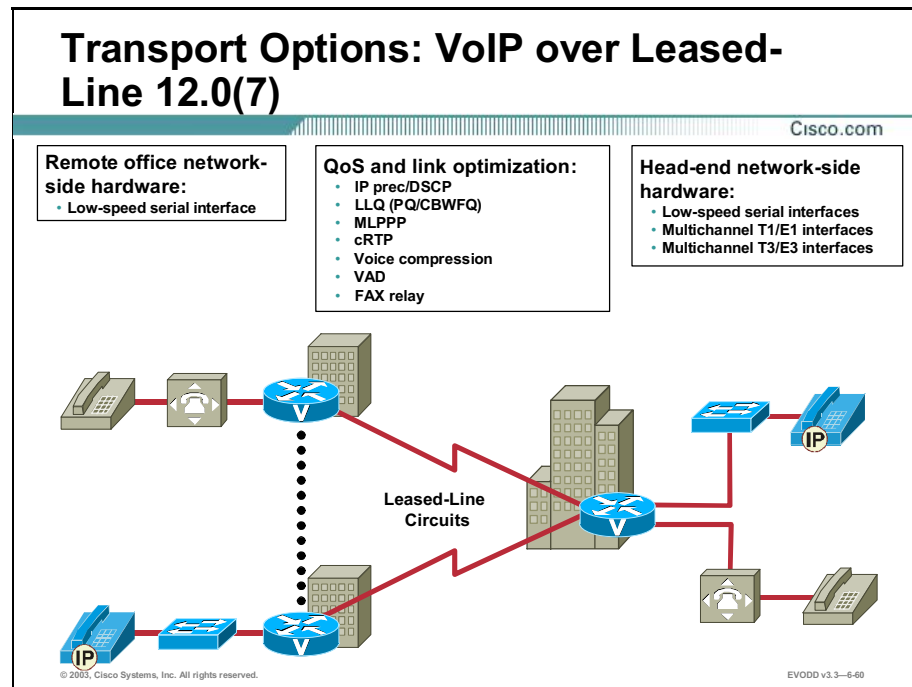 Transport Options: VoIP over Leased-
Line 12.0(7)
Cisco.com
Remote office network-
side hardware:
• Low-speed serial interface
QoS and link optimization:
• IP prec/DSCP
• LLQ (PQ/CBWFQ)
• MLPPP
• cRTP
• Voice compression
• VAD
• FAX relay
Head-end network-side
hardware:
• Low-speed serial interfaces
• Multichannel T1/E1 interfaces
• Multichannel T3/E3 interfaces
V
IP
Leased-Line
Circuits
V
IP
V
© 2003, Cisco Systems, Inc. All rights reserved.
EVODD v3.3—6-60